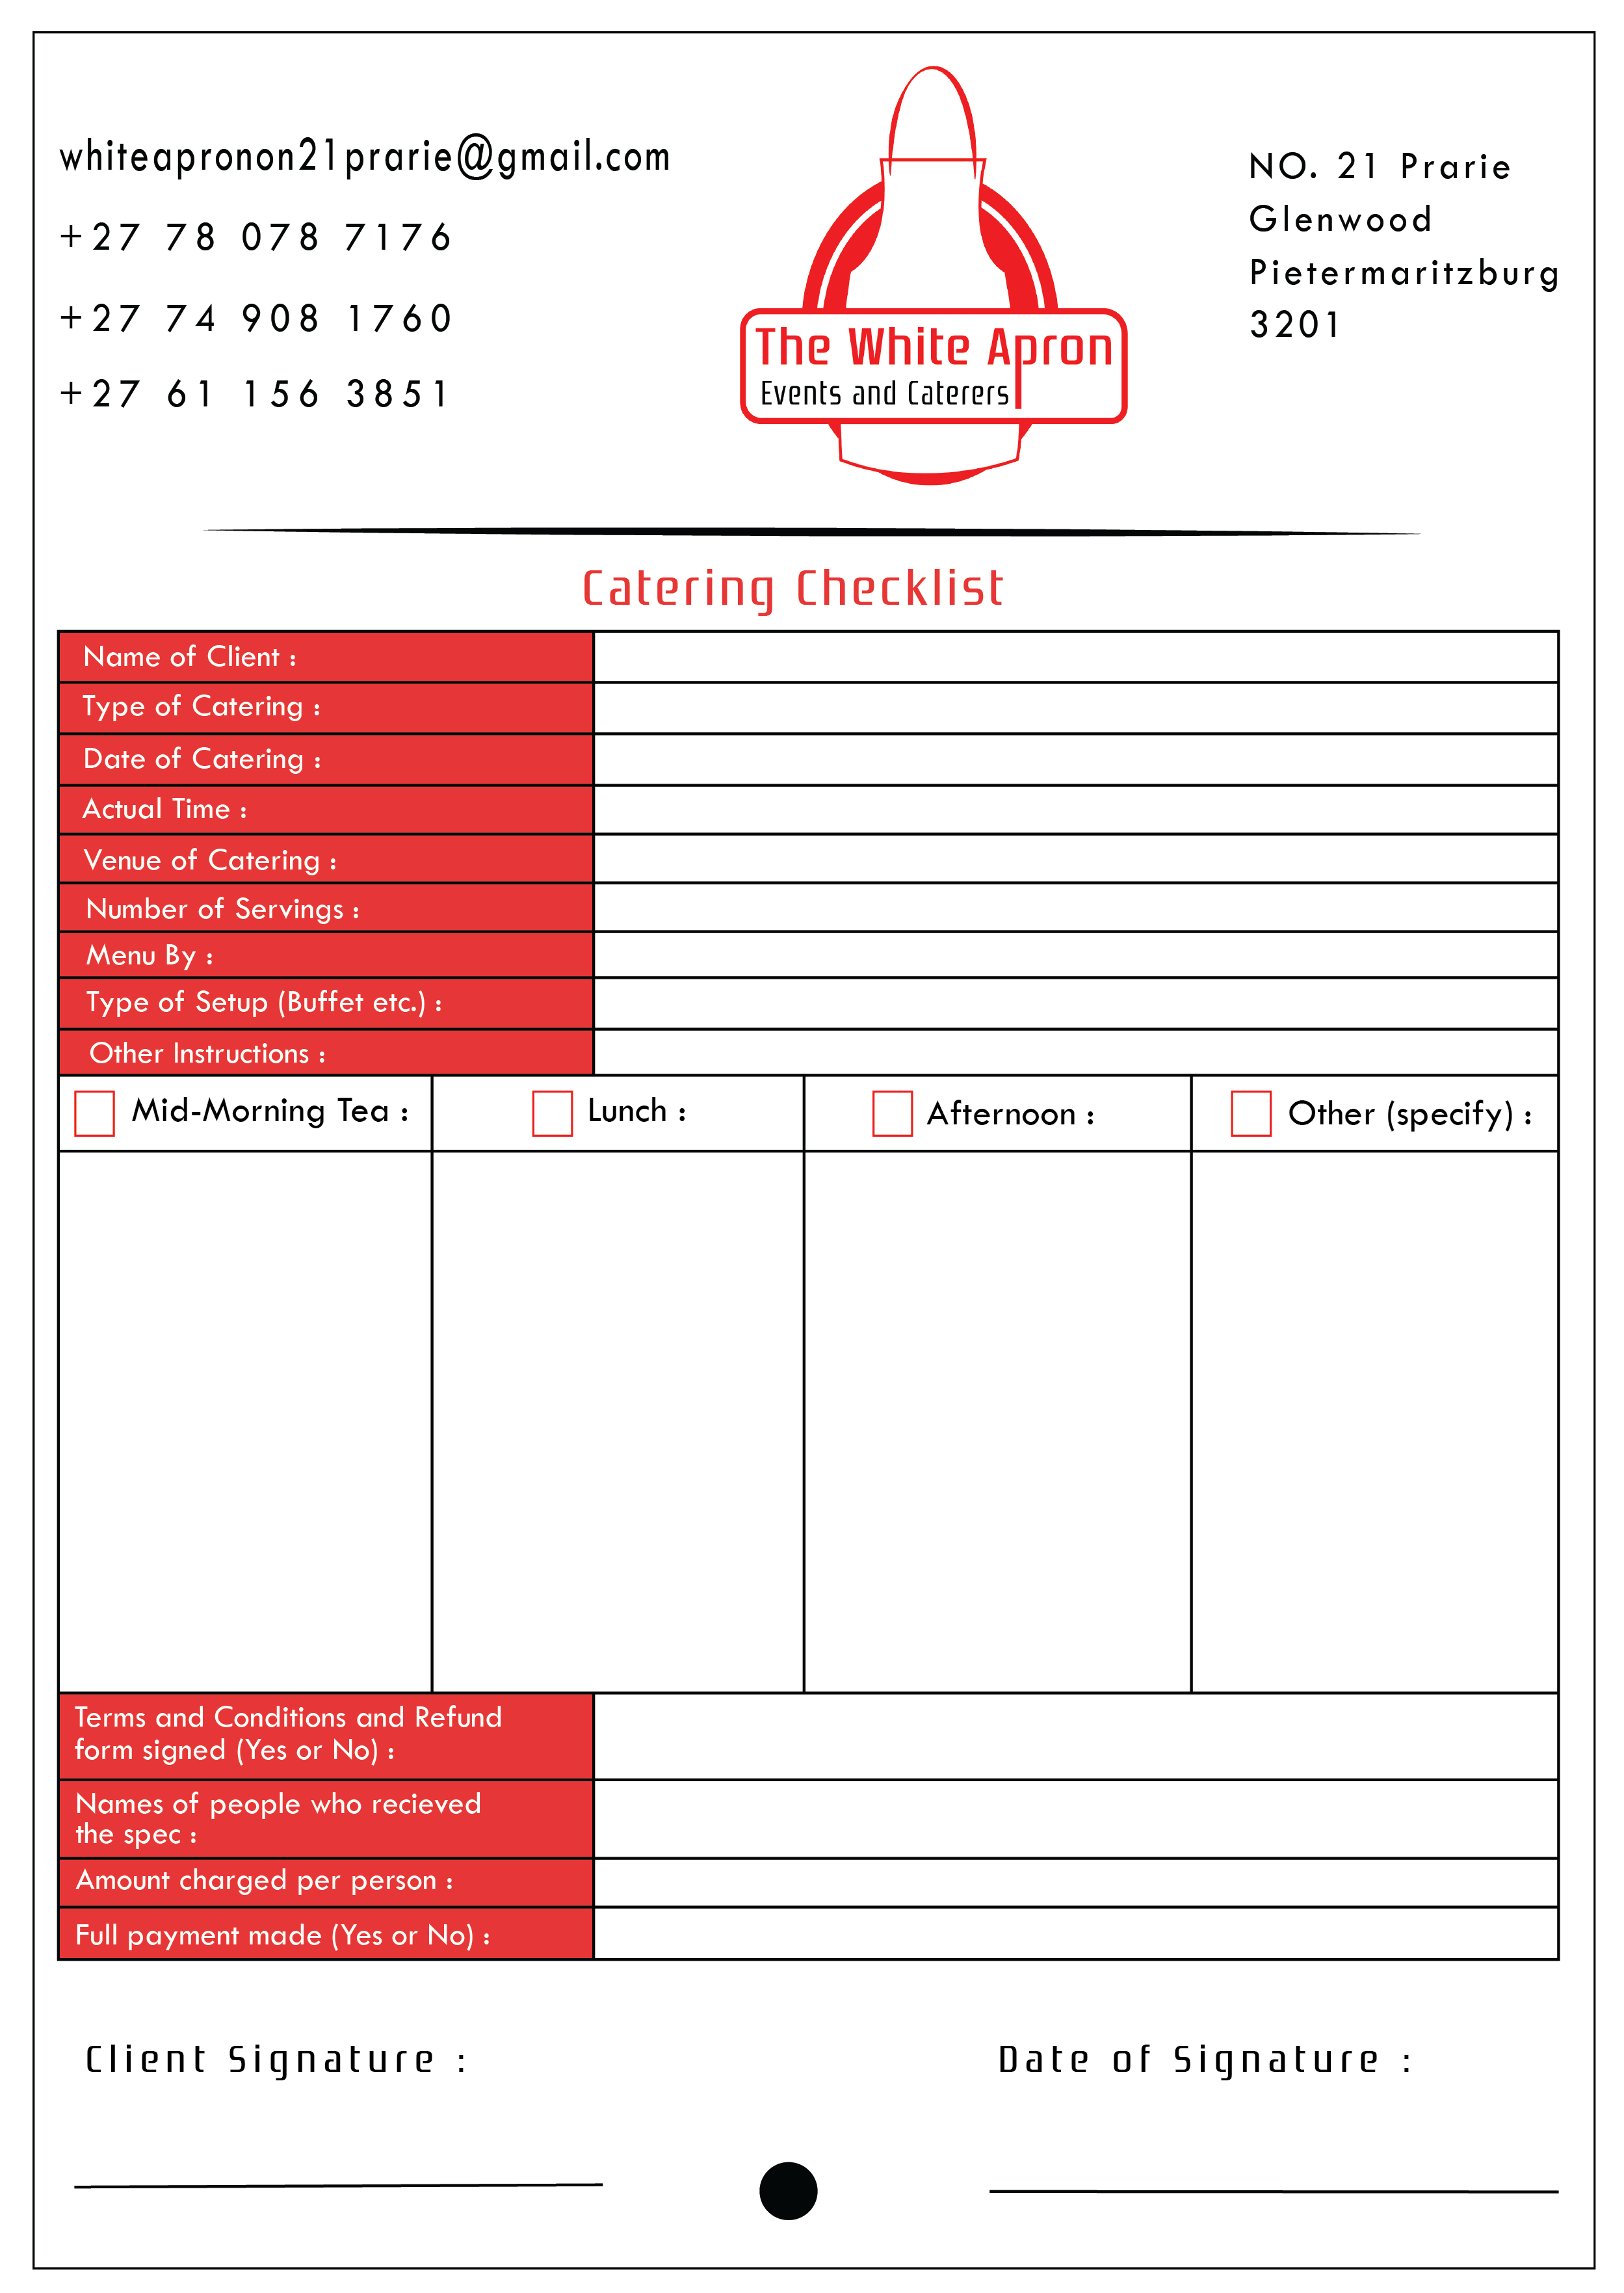 whiteapronon21prarie@gmail.com
+27 78 078 7176
+27 74 908 1760
+27 61 156 3851
The White Apron
Events and Caterers
NO. 21 Prarie
Glenwood
Pietermaritzburg
3201
Catering Checklist
Name of Client :
Type of Catering :
Date of Catering :
Actual Time :
Venue of Catering :
Number of Servings :
Menu By :
Type of Setup (Buffet etc.) :
Other Instructions :
Mid-Morning Tea :
Lunch :
Afternoon :
Other (specify) :
Terms and Conditions and Refund
form signed (Yes or No) :
Names of people who recieved
the spec :
Amount charged per person :
Full payment made (Yes or No) :
Client Signature :
Date of Signature :